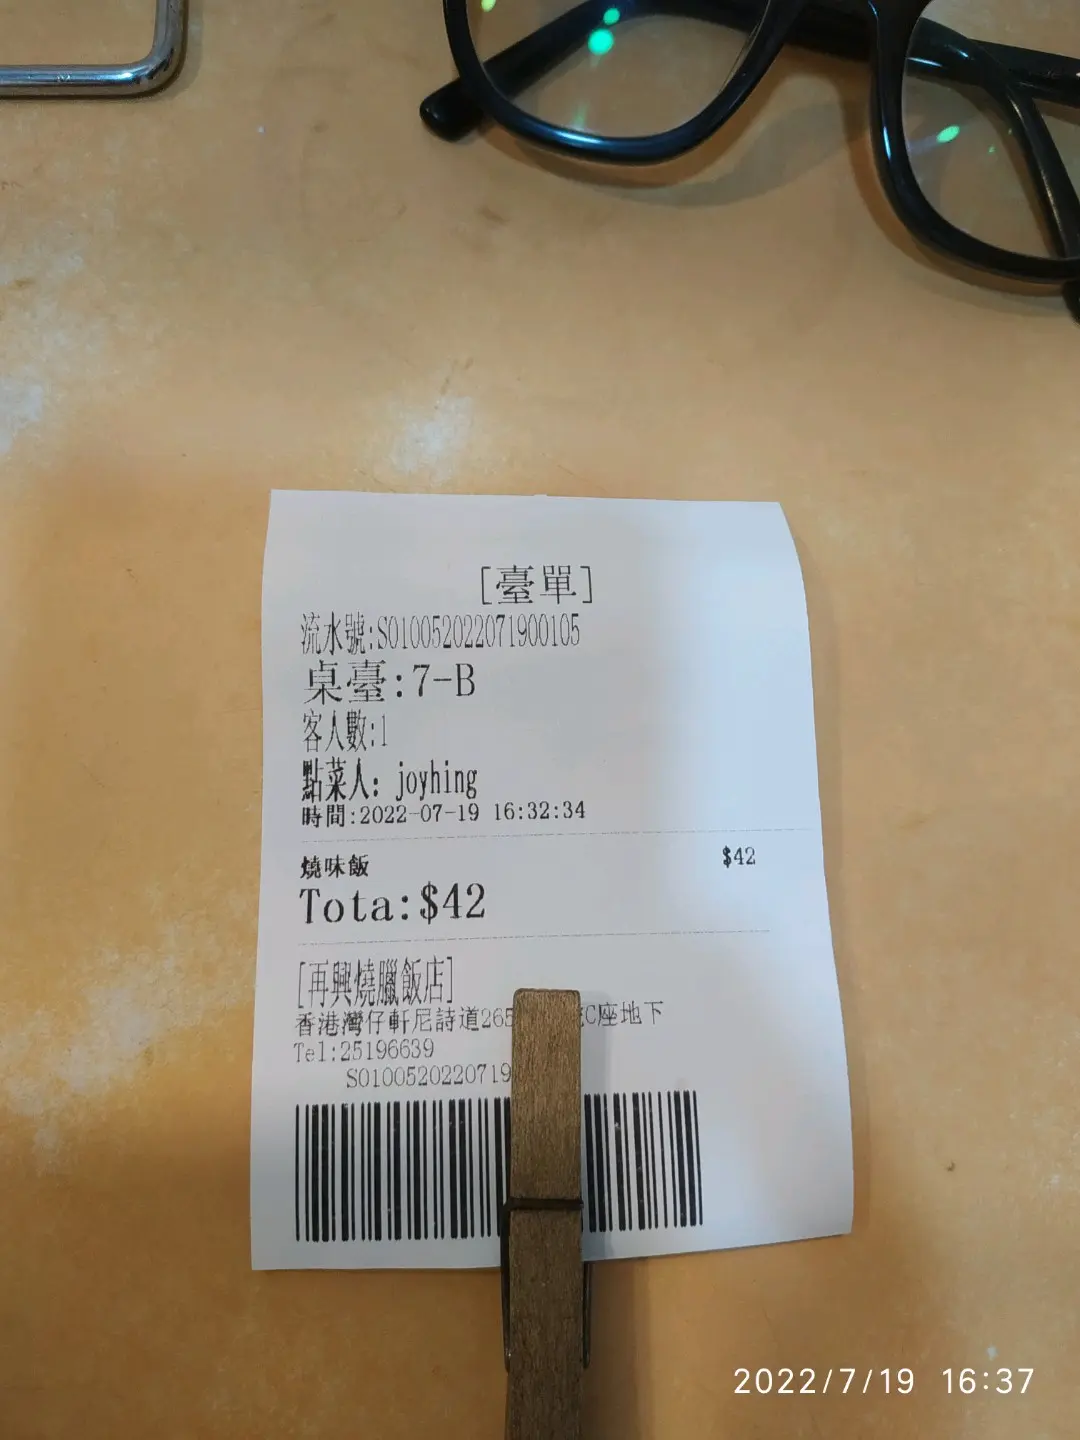 [臺單]
流水號:S010052022071900105
桌臺:7-B
客人數:1
點菜人: joyhing
時間:2022-07-19 16:32:34
燒味飯 $42
Tota:$42
[再興燒臘飯店]
香港灣仔軒尼詩道265 C座地下
Tel:25196639
S0100520220719
2022/7/19 16:37